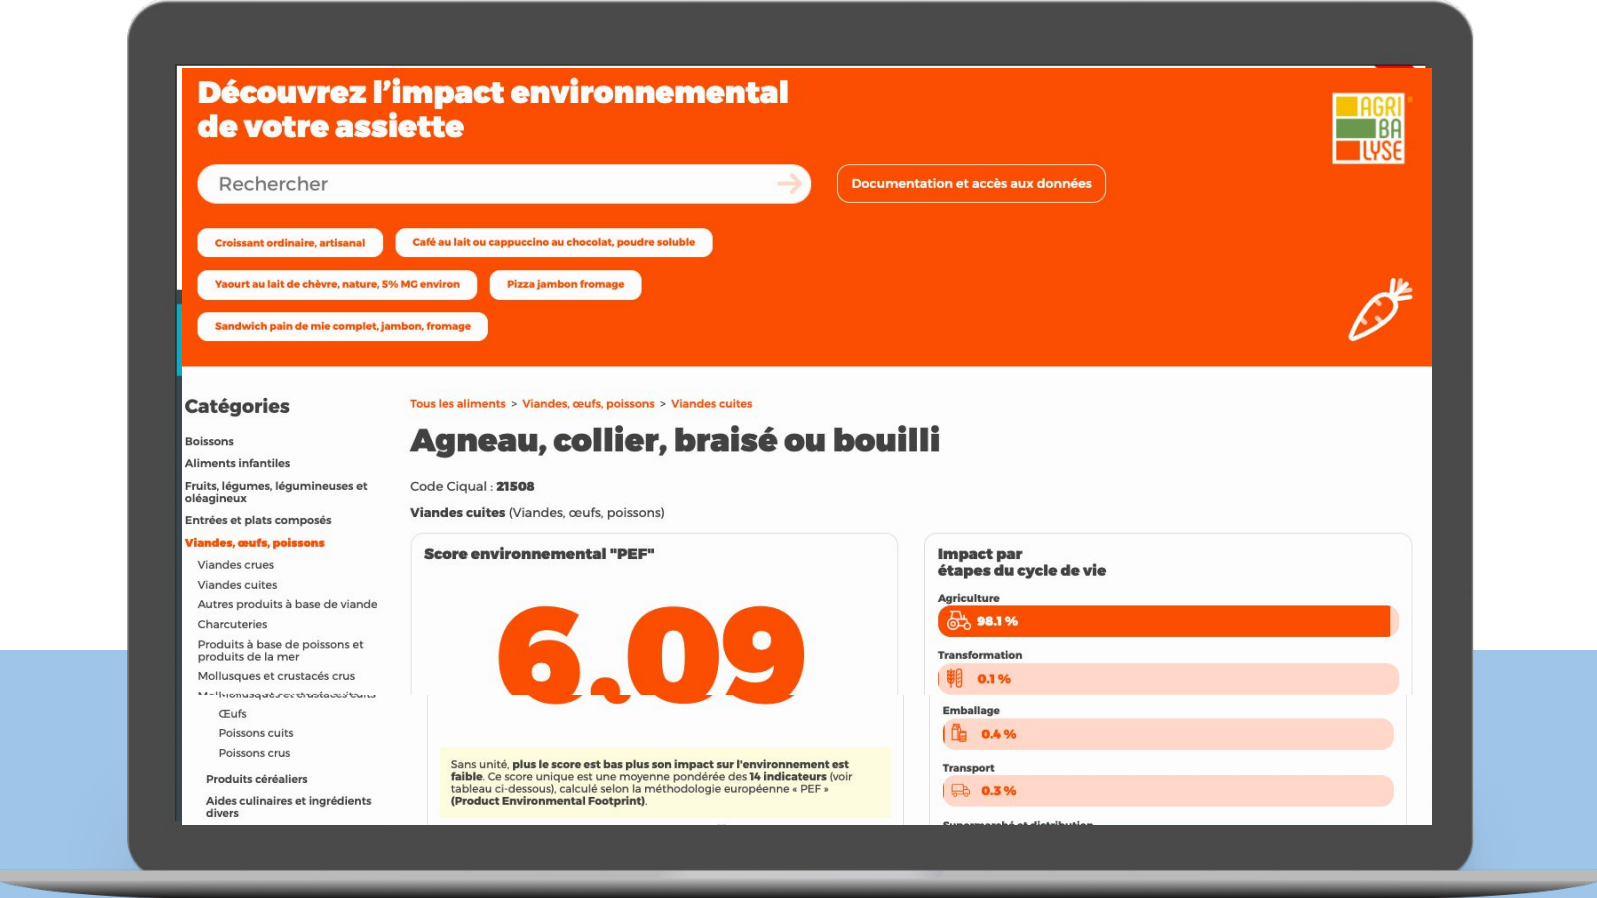 Découvrez l'impact environnemental
de votre assiette
AGRI
BA
LYSE
Rechercher
Documentation et accès aux données
Croissant ordinaire, artisanal
Café au lait ou cappuccino au chocolat, poudre soluble
Yaourt au lait de chèvre, nature, 5% MG environ
Pizza jambon fromage
Sandwich pain de mie complet, jambon, fromage
Catégories
Boissons
Aliments infantiles
Fruits, légumes, légumineuses et
oléagineux
Entrées et plats composés
Viandes, œufs, poissons
Viandes crues
Viandes cuites
Autres produits à base de viande
Charcuteries
Produits à base de poissons et
produits de la mer
Mollusques et crustacés crus
Œufs
Poissons cuits
Poissons crus
Produits céréaliers
Aides culinaires et ingrédients
divers
Tous les aliments > Viandes, œufs, poissons > Viandes cuites
Agneau, collier, braisé ou bouilli
Code Ciqual : 21508
Viandes cuites (Viandes, œufs, poissons)
Score environnemental "PEF"
6.09
Sans unité, plus le score est bas plus son impact sur l'environnement est
faible. Ce score unique est une moyenne pondérée des 14 indicateurs (voir
tableau ci-dessous), calculé selon la méthodologie européenne « PEF »
(Product Environmental Footprint).
Impact par
étapes du cycle de vie
Agriculture
98.1 %
Transformation
0.1 %
Emballage
0.4 %
Transport
0.3 %
Supermarché et distribution